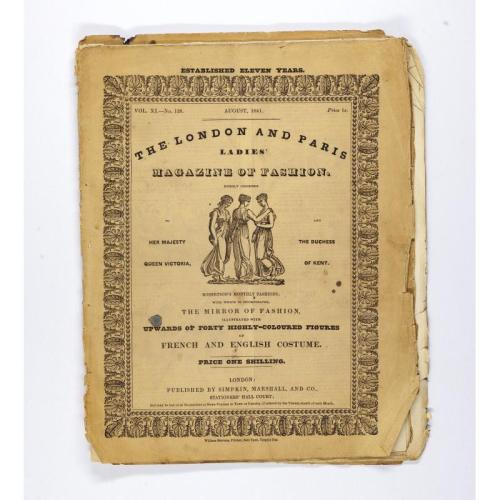 ESTABLISHED ELEVEN YEARS.
VOL. XI.—No. 128. AUGUST, 1841. Price 1s.
THE LONDON AND PARIS
LADIES'
MAGAZINE OF FASHION.
TO AND
HER MAJESTY THE DUCHESS
QUEEN VICTORIA, OF KENT.
MONTHLY FASHIONS,
WITH WHICH IS INCORPORATED,
THE MIRROR OF FASHION,
ILLUSTRATED WITH
UPWARDS OF FORTY HIGHLY-COLOURED FIGURES
OF
FRENCH AND ENGLISH COSTUME.
PRICE ONE SHILLING.
LONDON:
PUBLISHED BY SIMPKIN, MARSHALL, AND CO.,
STATIONERS' HALL COURT;